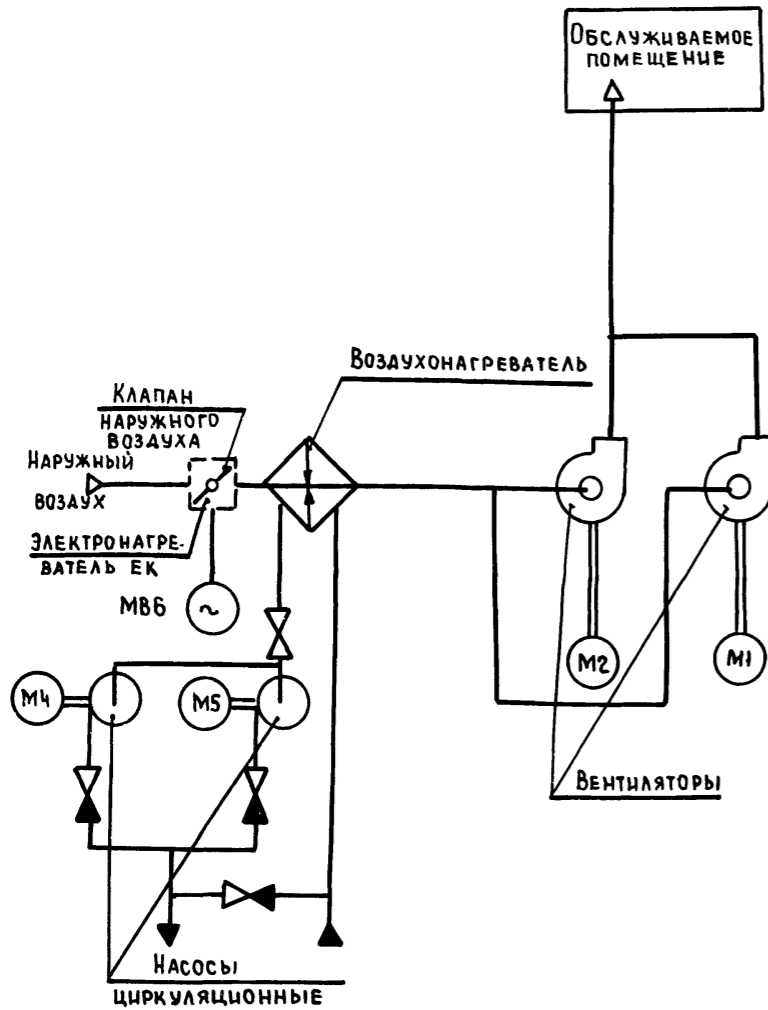 Обслуживаемое
помещение
Воздухонагреватель
Клапан
наружного
воздуха
Наружный
воздух
Электронагре-
ватель ЕК
МВ6
~
М4
М5
М2
М1
Вентиляторы
Насосы
циркуляционные